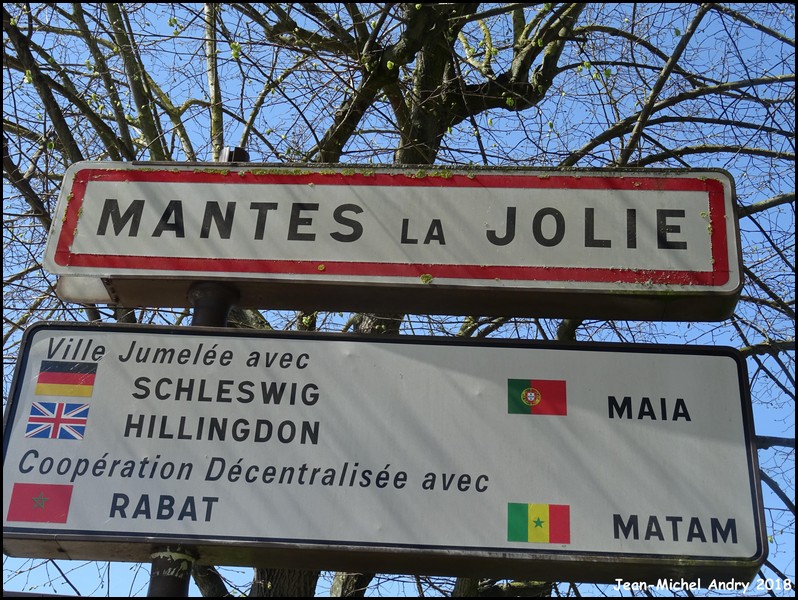 MANTES LA JOLIE
Ville Jumelée avec
SCHLESWIG MAIA
HILLINGDON
Coopération Décentralisée avec
RABAT MATAM
Jean-Michel Andry 2018